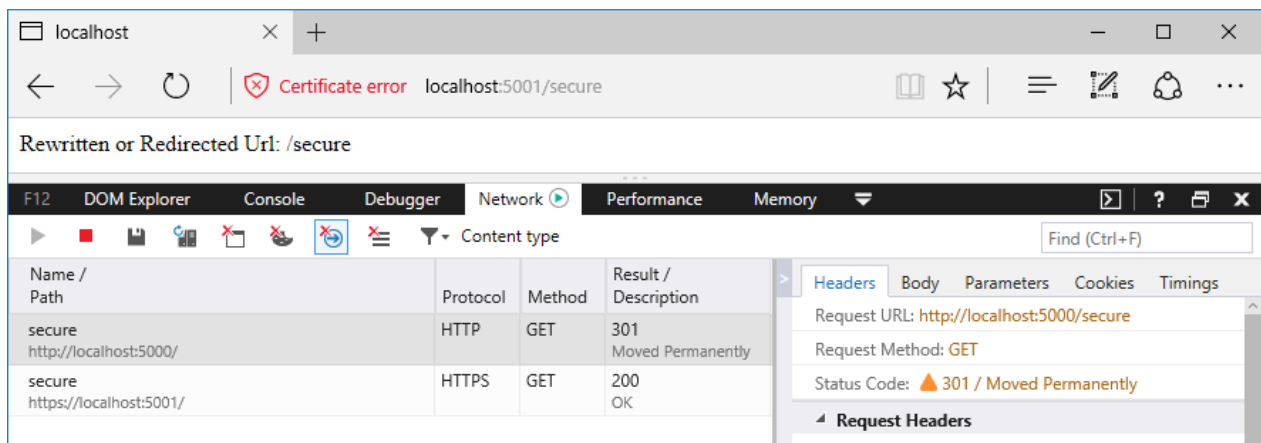 localhost
Certificate error localhost:5001/secure
Rewritten or Redirected Url: /secure
F12 DOM Explorer Console Debugger Network Performance Memory ?
Content type Find (Ctrl+F)
Name / Path Protocol Method Result / Description
secure HTTP GET 301
http://localhost:5000/ Moved Permanently
secure HTTPS GET 200
https://localhost:5001/ OK
Headers Body Parameters Cookies Timings
Request URL: http://localhost:5000/secure
Request Method: GET
Status Code: 301 / Moved Permanently
Request Headers